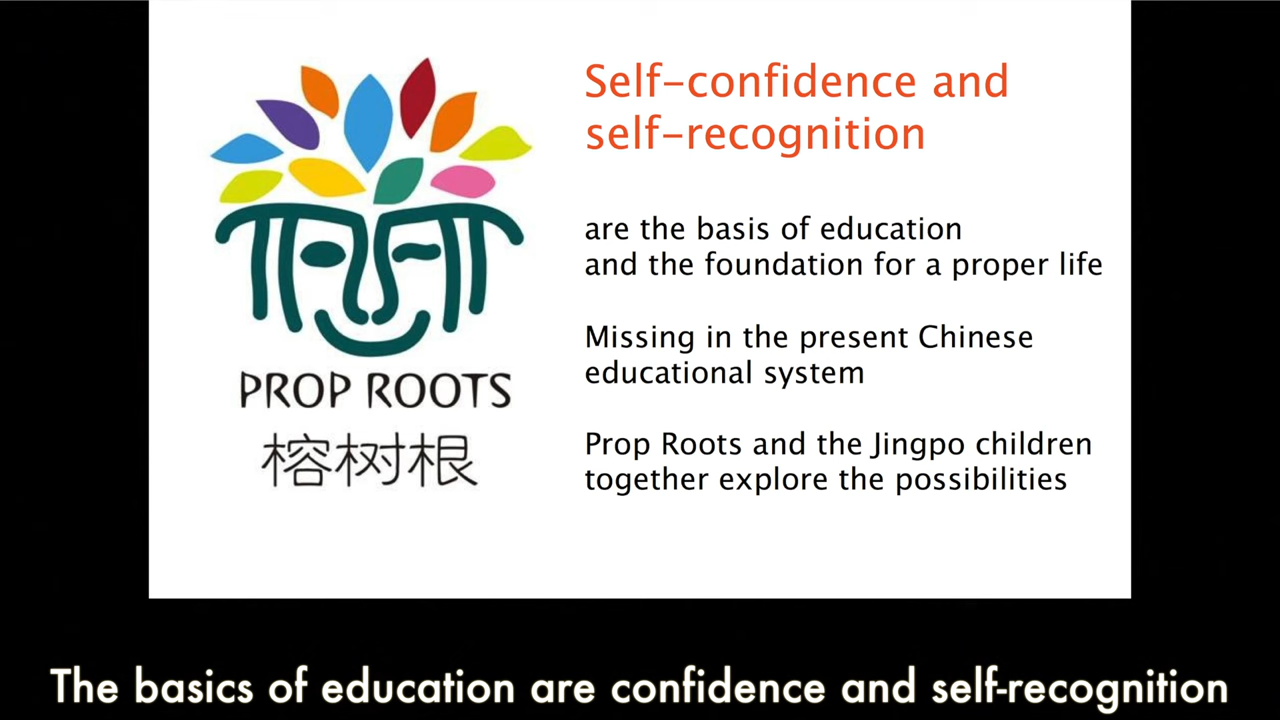 Self-confidence and
self-recognition
are the basis of education
and the foundation for a proper life
Missing in the present Chinese
educational system
Prop Roots and the Jingpo children
together explore the possibilities
PROP ROOTS
榕树根
The basics of education are confidence and self-recognition